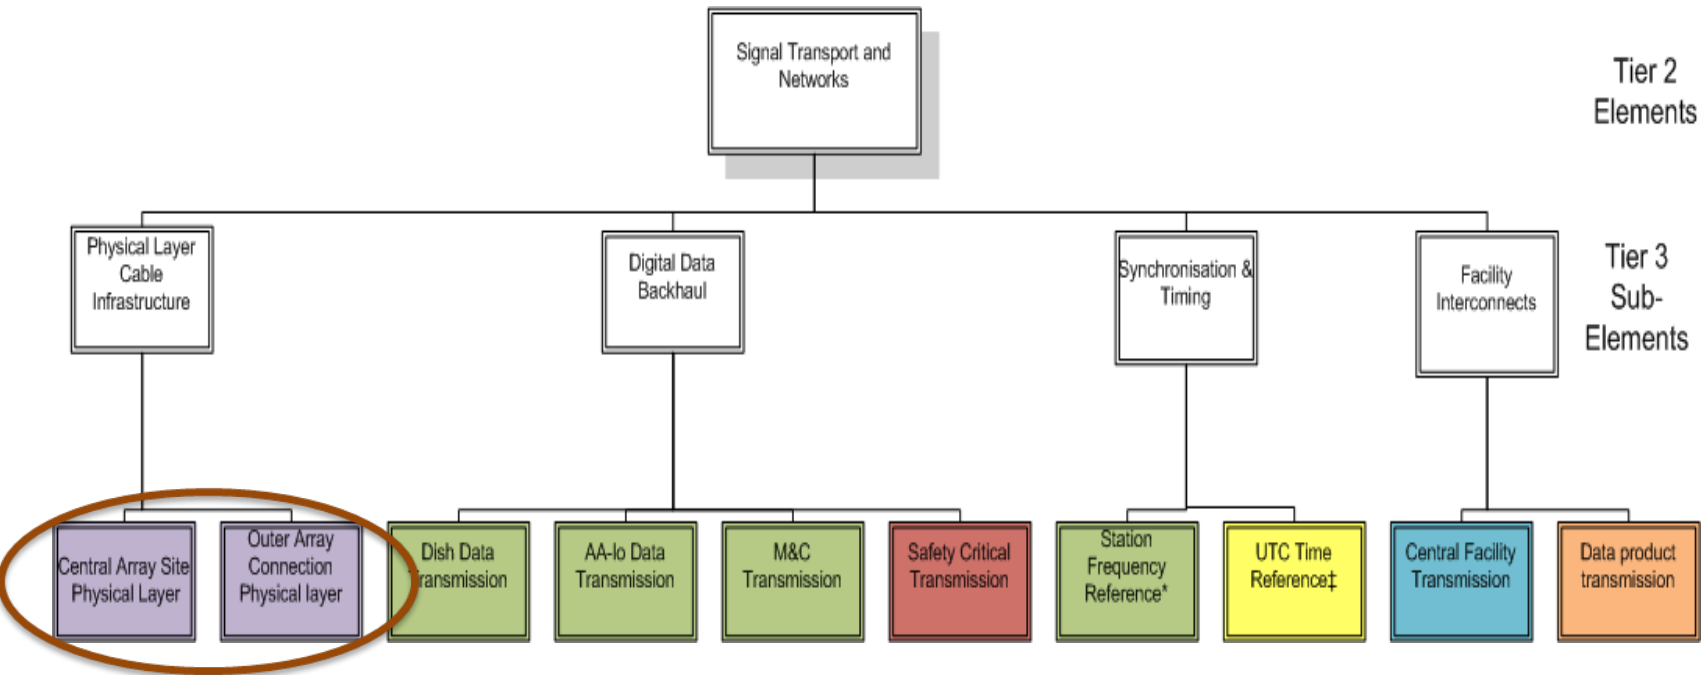 Signal Transport and
Networks
Tier 2
Elements
Physical Layer
Cable
Infrastructure
Digital Data
Backhaul
Synchronisation &
Timing
Facility
Interconnects
Tier 3
Sub-
Elements
Central Array Site
Physical Layer
Outer Array
Connection
Physical layer
Dish Data
Transmission
AA-lo Data
Transmission
M&C
Transmission
Safety Critical
Transmission
Station
Frequency
Reference*
UTC Time
Reference‡
Central Facility
Transmission
Data product
transmission